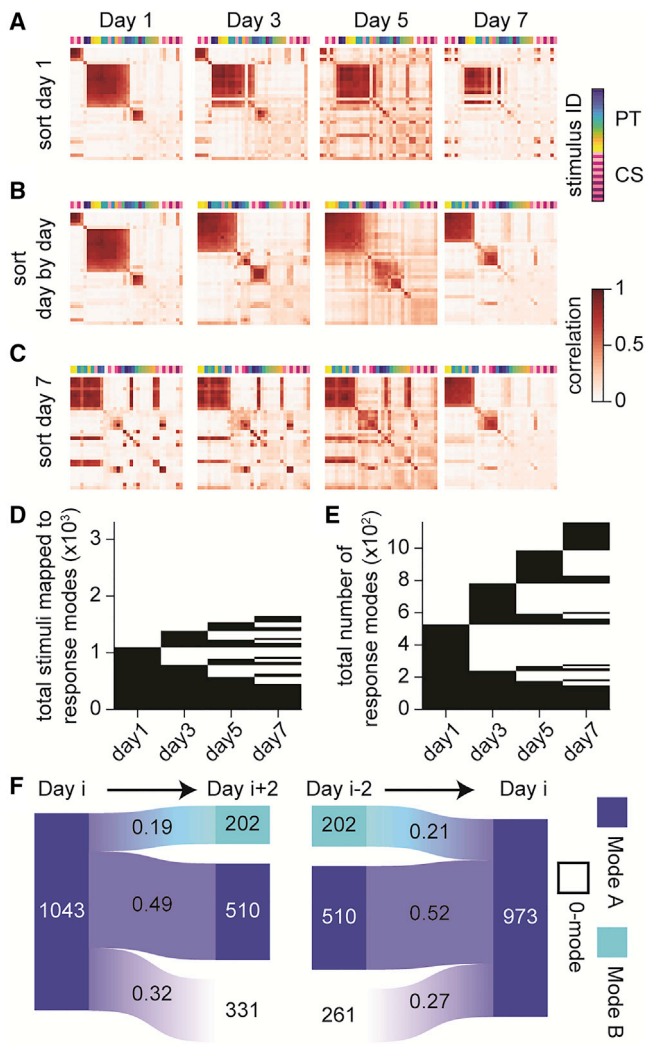 A
Day 1 Day 3 Day 5 Day 7
sort day 1
stimulus ID
PT
CS
B
sort
day by day
correlation
1
0.5
0
C
sort day 7
D
total stimuli mapped to
response modes (x10³)
3
2
1
0
day1 day3 day5 day7
E
total number of
response modes (x10²)
10
8
6
4
2
0
day1 day3 day5 day7
F
Day i Day i+2 Day i-2 Day i
1043
0.19
0.49
0.32
202
510
331
202
510
261
0.21
0.52
0.27
973
0-mode
Mode A
Mode B